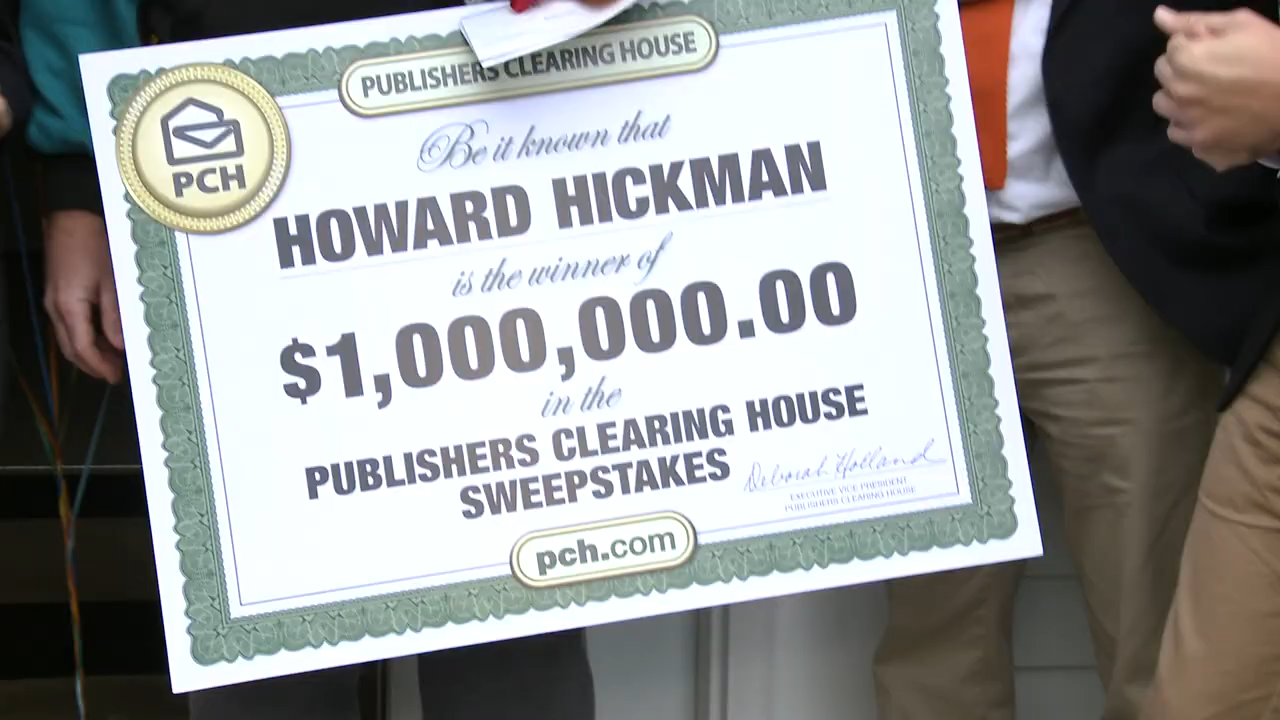 PUBLISHERS CLEARING HOUSE
PCH
Be it known that
HOWARD HICKMAN
is the winner of
$1,000,000.00
in the
PUBLISHERS CLEARING HOUSE
SWEEPSTAKES
Deborah Holland
EXECUTIVE VICE PRESIDENT
PUBLISHERS CLEARING HOUSE
pch.com